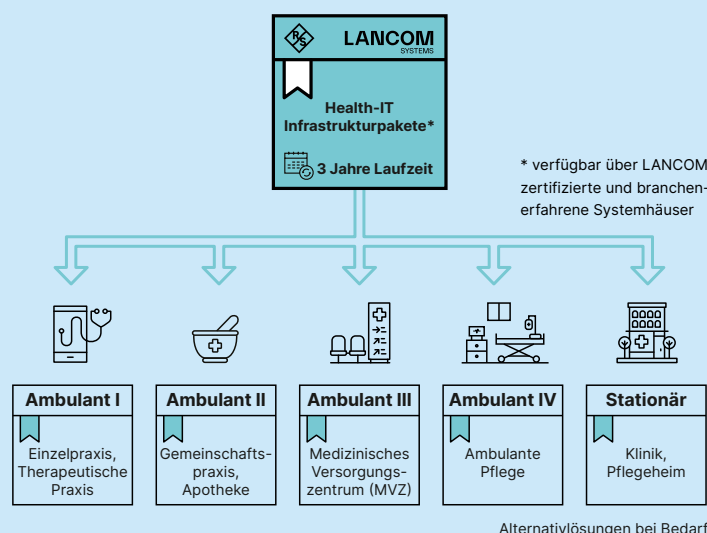 R&S
LANCOM
SYSTEMS
Health-IT
Infrastrukturpakete*
3 Jahre Laufzeit
* verfügbar über LANCOM
zertifizierte und branchen-
erfahrene Systemhäuser
Ambulant I
Einzelpraxis,
Therapeutische
Praxis
Ambulant II
Gemeinschafts-
praxis,
Apotheke
Ambulant III
Medizinisches
Versorgungs-
zentrum (MVZ)
Ambulant IV
Ambulante
Pflege
Stationär
Klinik,
Pflegeheim
Alternativlösungen bei Bedarf